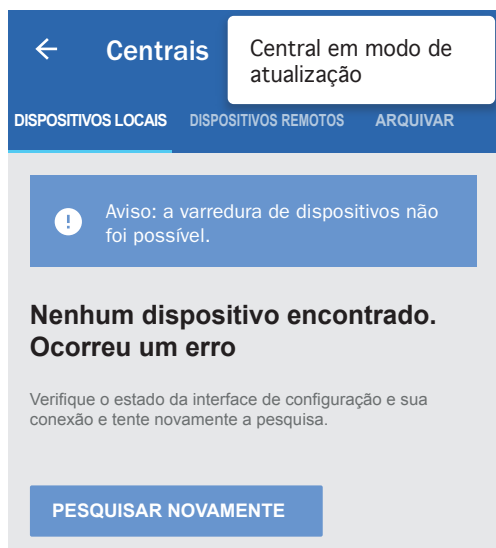 Centrais
Central em modo de
atualização
DISPOSITIVOS LOCAIS DISPOSITIVOS REMOTOS ARQUIVAR
Aviso: a varredura de dispositivos não
foi possível.
Nenhum dispositivo encontrado.
Ocorreu um erro
Verifique o estado da interface de configuração e sua
conexão e tente novamente a pesquisa.
PESQUISAR NOVAMENTE